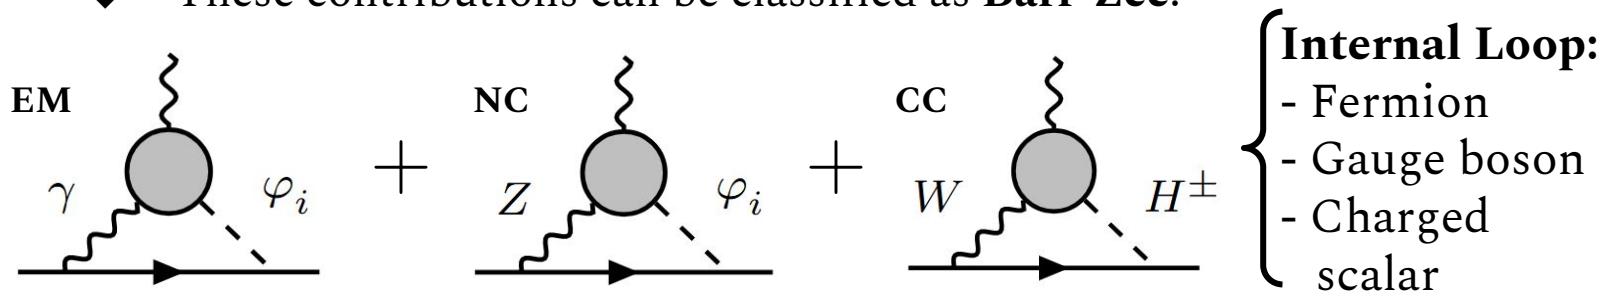 These contributions can be classified as Barr-Zee:
EM
γ
φᵢ
+
NC
Z
φᵢ
+
CC
W
H±
Internal Loop:
- Fermion
- Gauge boson
- Charged
scalar